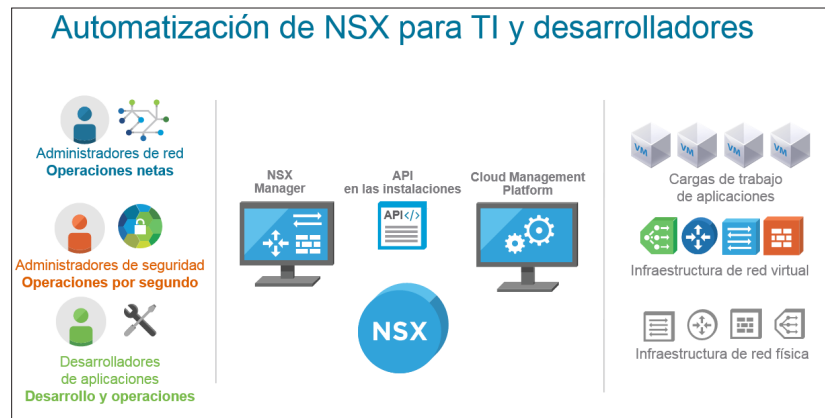 Automatización de NSX para TI y desarrolladores
Administradores de red
Operaciones netas
Administradores de seguridad
Operaciones por segundo
Desarrolladores
de aplicaciones
Desarrollo y operaciones
NSX
Manager
API
en las instalaciones
API</>
Cloud Management
Platform
NSX
VM VM VM VM
Cargas de trabajo
de aplicaciones
Infraestructura de red virtual
Infraestructura de red física